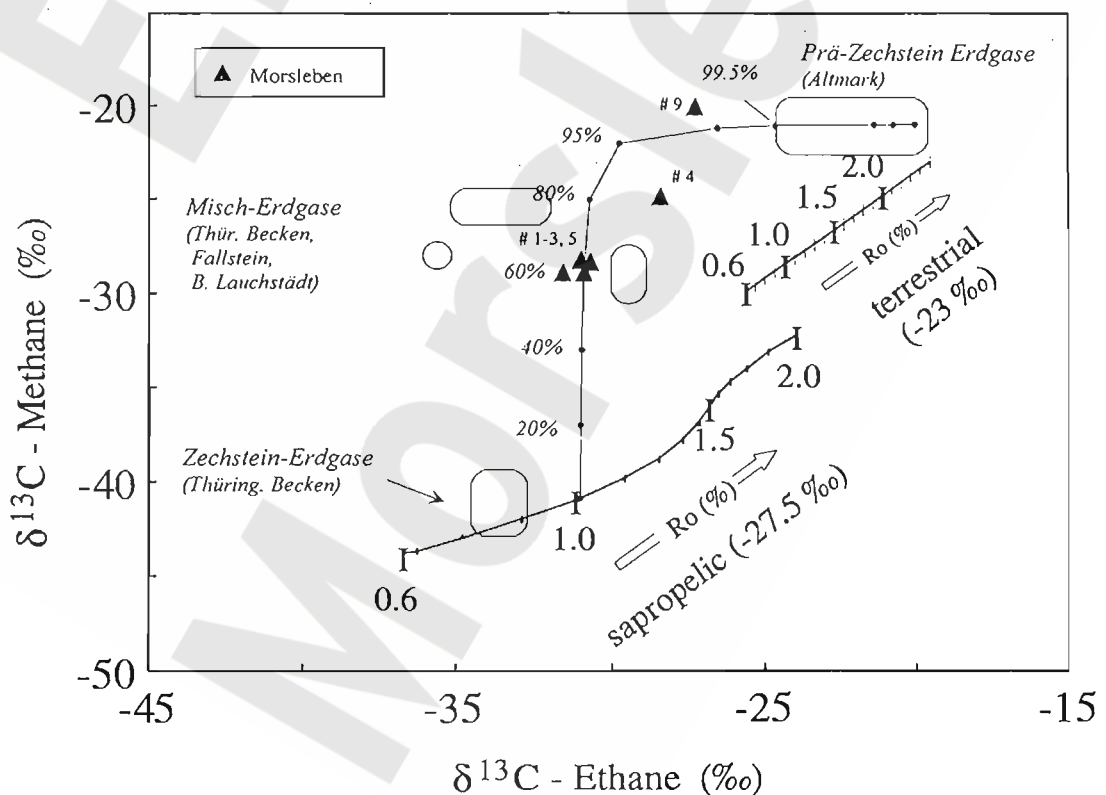 Morsleben
Prä-Zechstein Erdgase
(Altmark)
99.5%
# 9
95%
# 4
80%
Misch-Erdgase
(Thür. Becken,
Fallstein,
B. Lauchstädt)
# 1-3, 5
60%
40%
20%
Zechstein-Erdgase
(Thüring. Becken)
2.0
1.5
1.0
0.6
Ro (%)
terrestrial
(-23 ‰)
2.0
1.5
1.0
0.6
Ro (%)
sapropelic (-27.5 ‰)
-20
-30
-40
-50
δ13C - Methane (‰)
-45
-35
-25
-15
δ13C - Ethane (‰)
Morsle